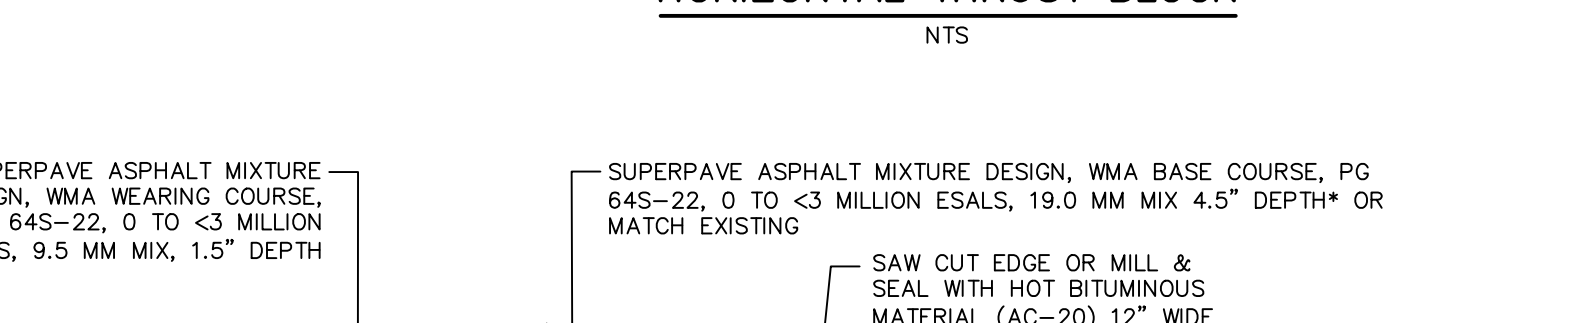 HORIZONTAL THRUST BLOCK
NTS
ASPHALT MIXTURE
WMA WEARING COURSE,
64S-22, 0 TO <3 MILLION
9.5 MM MIX, 1.5" DEPTH
SUPERPAVE ASPHALT MIXTURE DESIGN, WMA BASE COURSE, PG
64S-22, 0 TO <3 MILLION ESALS, 19.0 MM MIX 4.5" DEPTH* OR
MATCH EXISTING
SAW CUT EDGE OR MILL &
SEAL WITH HOT BITUMINOUS
MATERIAL (AC-20) 12" WIDE